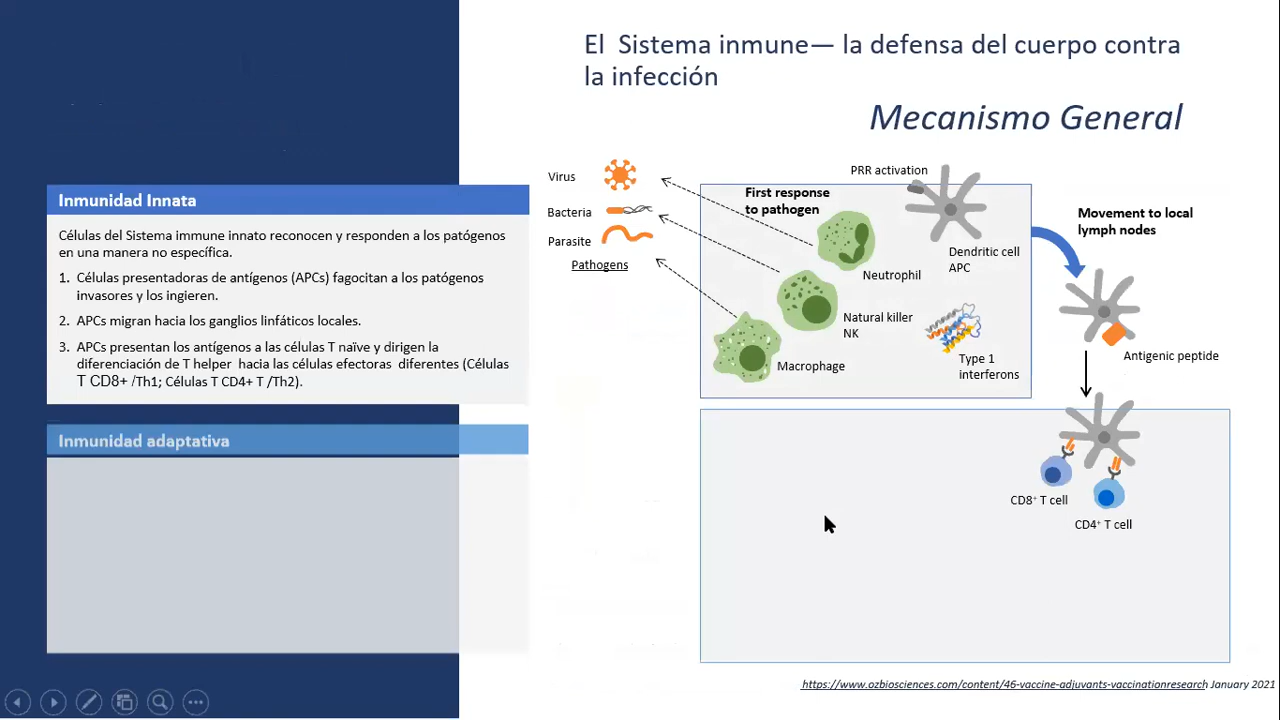 El  Sistema inmune— la defensa del cuerpo contra
la infección
Mecanismo General
Inmunidad Innata
Células del Sistema immune innato reconocen y responden a los patógenos
en una manera no específica.
1. Células presentadoras de antígenos (APCs) fagocitan a los patógenos
invasores y los ingieren.
2. APCs migran hacia los ganglios linfáticos locales.
3. APCs presentan los antígenos a las células T naïve y dirigen la
diferenciación de T helper  hacia las células efectoras  diferentes (Células
T CD8+ /Th1; Células T CD4+ T /Th2).
Inmunidad adaptativa
Virus
Bacteria
Parasite
Pathogens
First response
to pathogen
PRR activation
Dendritic cell
APC
Neutrophil
Natural killer
NK
Macrophage
Type 1
interferons
Movement to local
lymph nodes
Antigenic peptide
CD8⁺ T cell
CD4⁺ T cell
https://www.ozbiosciences.com/content/46-vaccine-adjuvants-vaccinationresearch January 2021